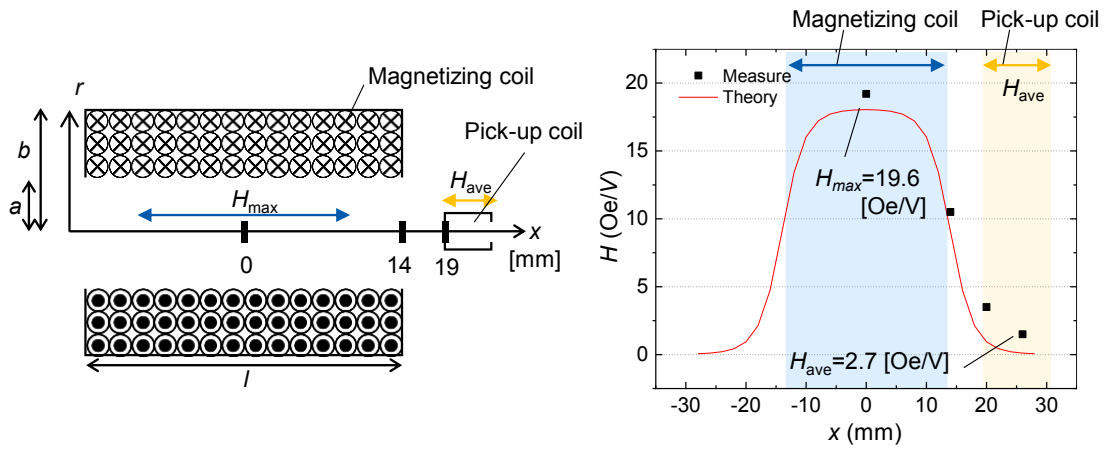 Magnetizing coil
r
b
a
Pick-up coil
H_ave
H_max
x
[mm]
0
14
19
l
Magnetizing coil
Pick-up coil
Measure
Theory
H_ave
H_max=19.6
[Oe/V]
H_ave=2.7 [Oe/V]
H (Oe/V)
20
15
10
5
0
-30
-20
-10
0
10
20
30
x (mm)